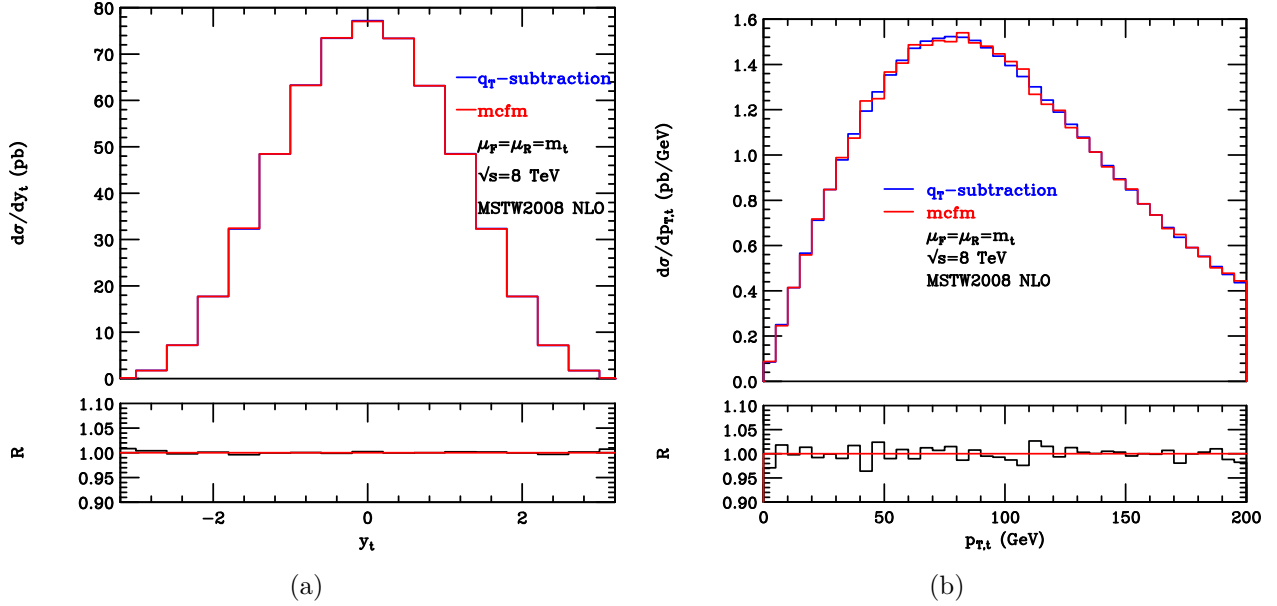 80
70
60
50
40
30
20
10
0
dσ/dy_t (pb)
q_T−subtraction
mcfm
μ_F=μ_R=m_t
√s=8 TeV
MSTW2008 NLO
1.10
1.05
1.00
0.95
0.90
R
−2 0 2
y_t
(a)
1.6
1.4
1.2
1.0
0.8
0.6
0.4
0.2
0.0
dσ/dp_{T,t} (pb/GeV)
q_T−subtraction
mcfm
μ_F=μ_R=m_t
√s=8 TeV
MSTW2008 NLO
1.10
1.05
1.00
0.95
0.90
R
0 50 100 150 200
p_{T,t} (GeV)
(b)